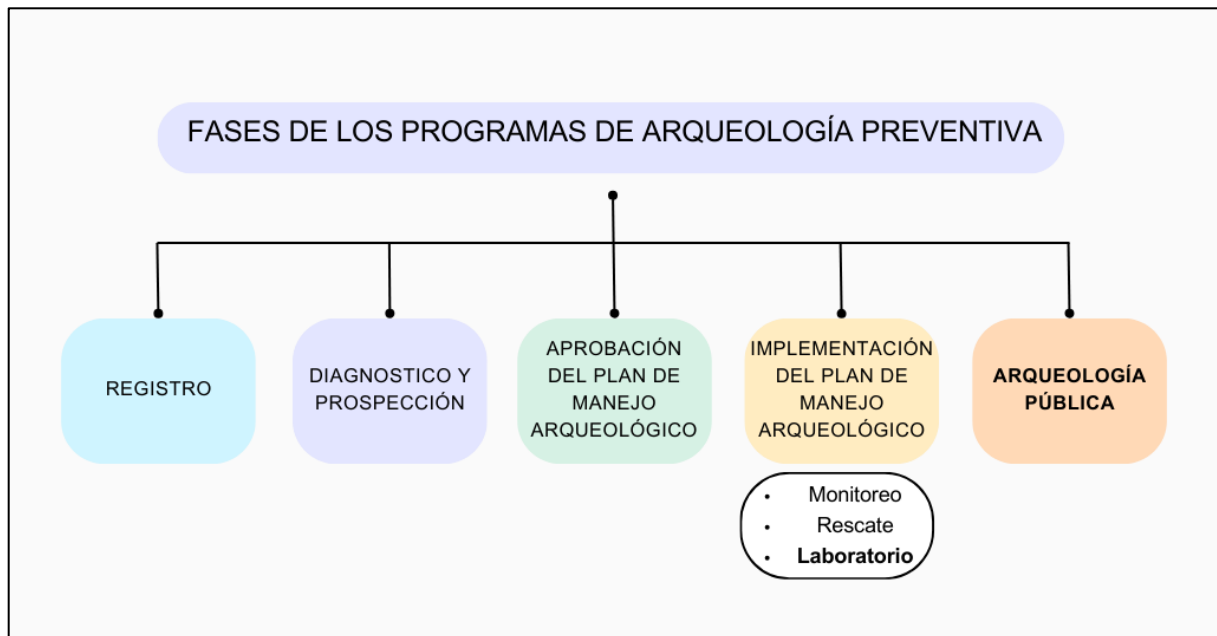 FASES DE LOS PROGRAMAS DE ARQUEOLOGÍA PREVENTIVA
REGISTRO
DIAGNOSTICO Y
PROSPECCIÓN
APROBACIÓN
DEL PLAN DE
MANEJO
ARQUEOLÓGICO
IMPLEMENTACIÓN
DEL PLAN DE
MANEJO
ARQUEOLÓGICO
• Monitoreo
• Rescate
• Laboratorio
ARQUEOLOGÍA
PÚBLICA